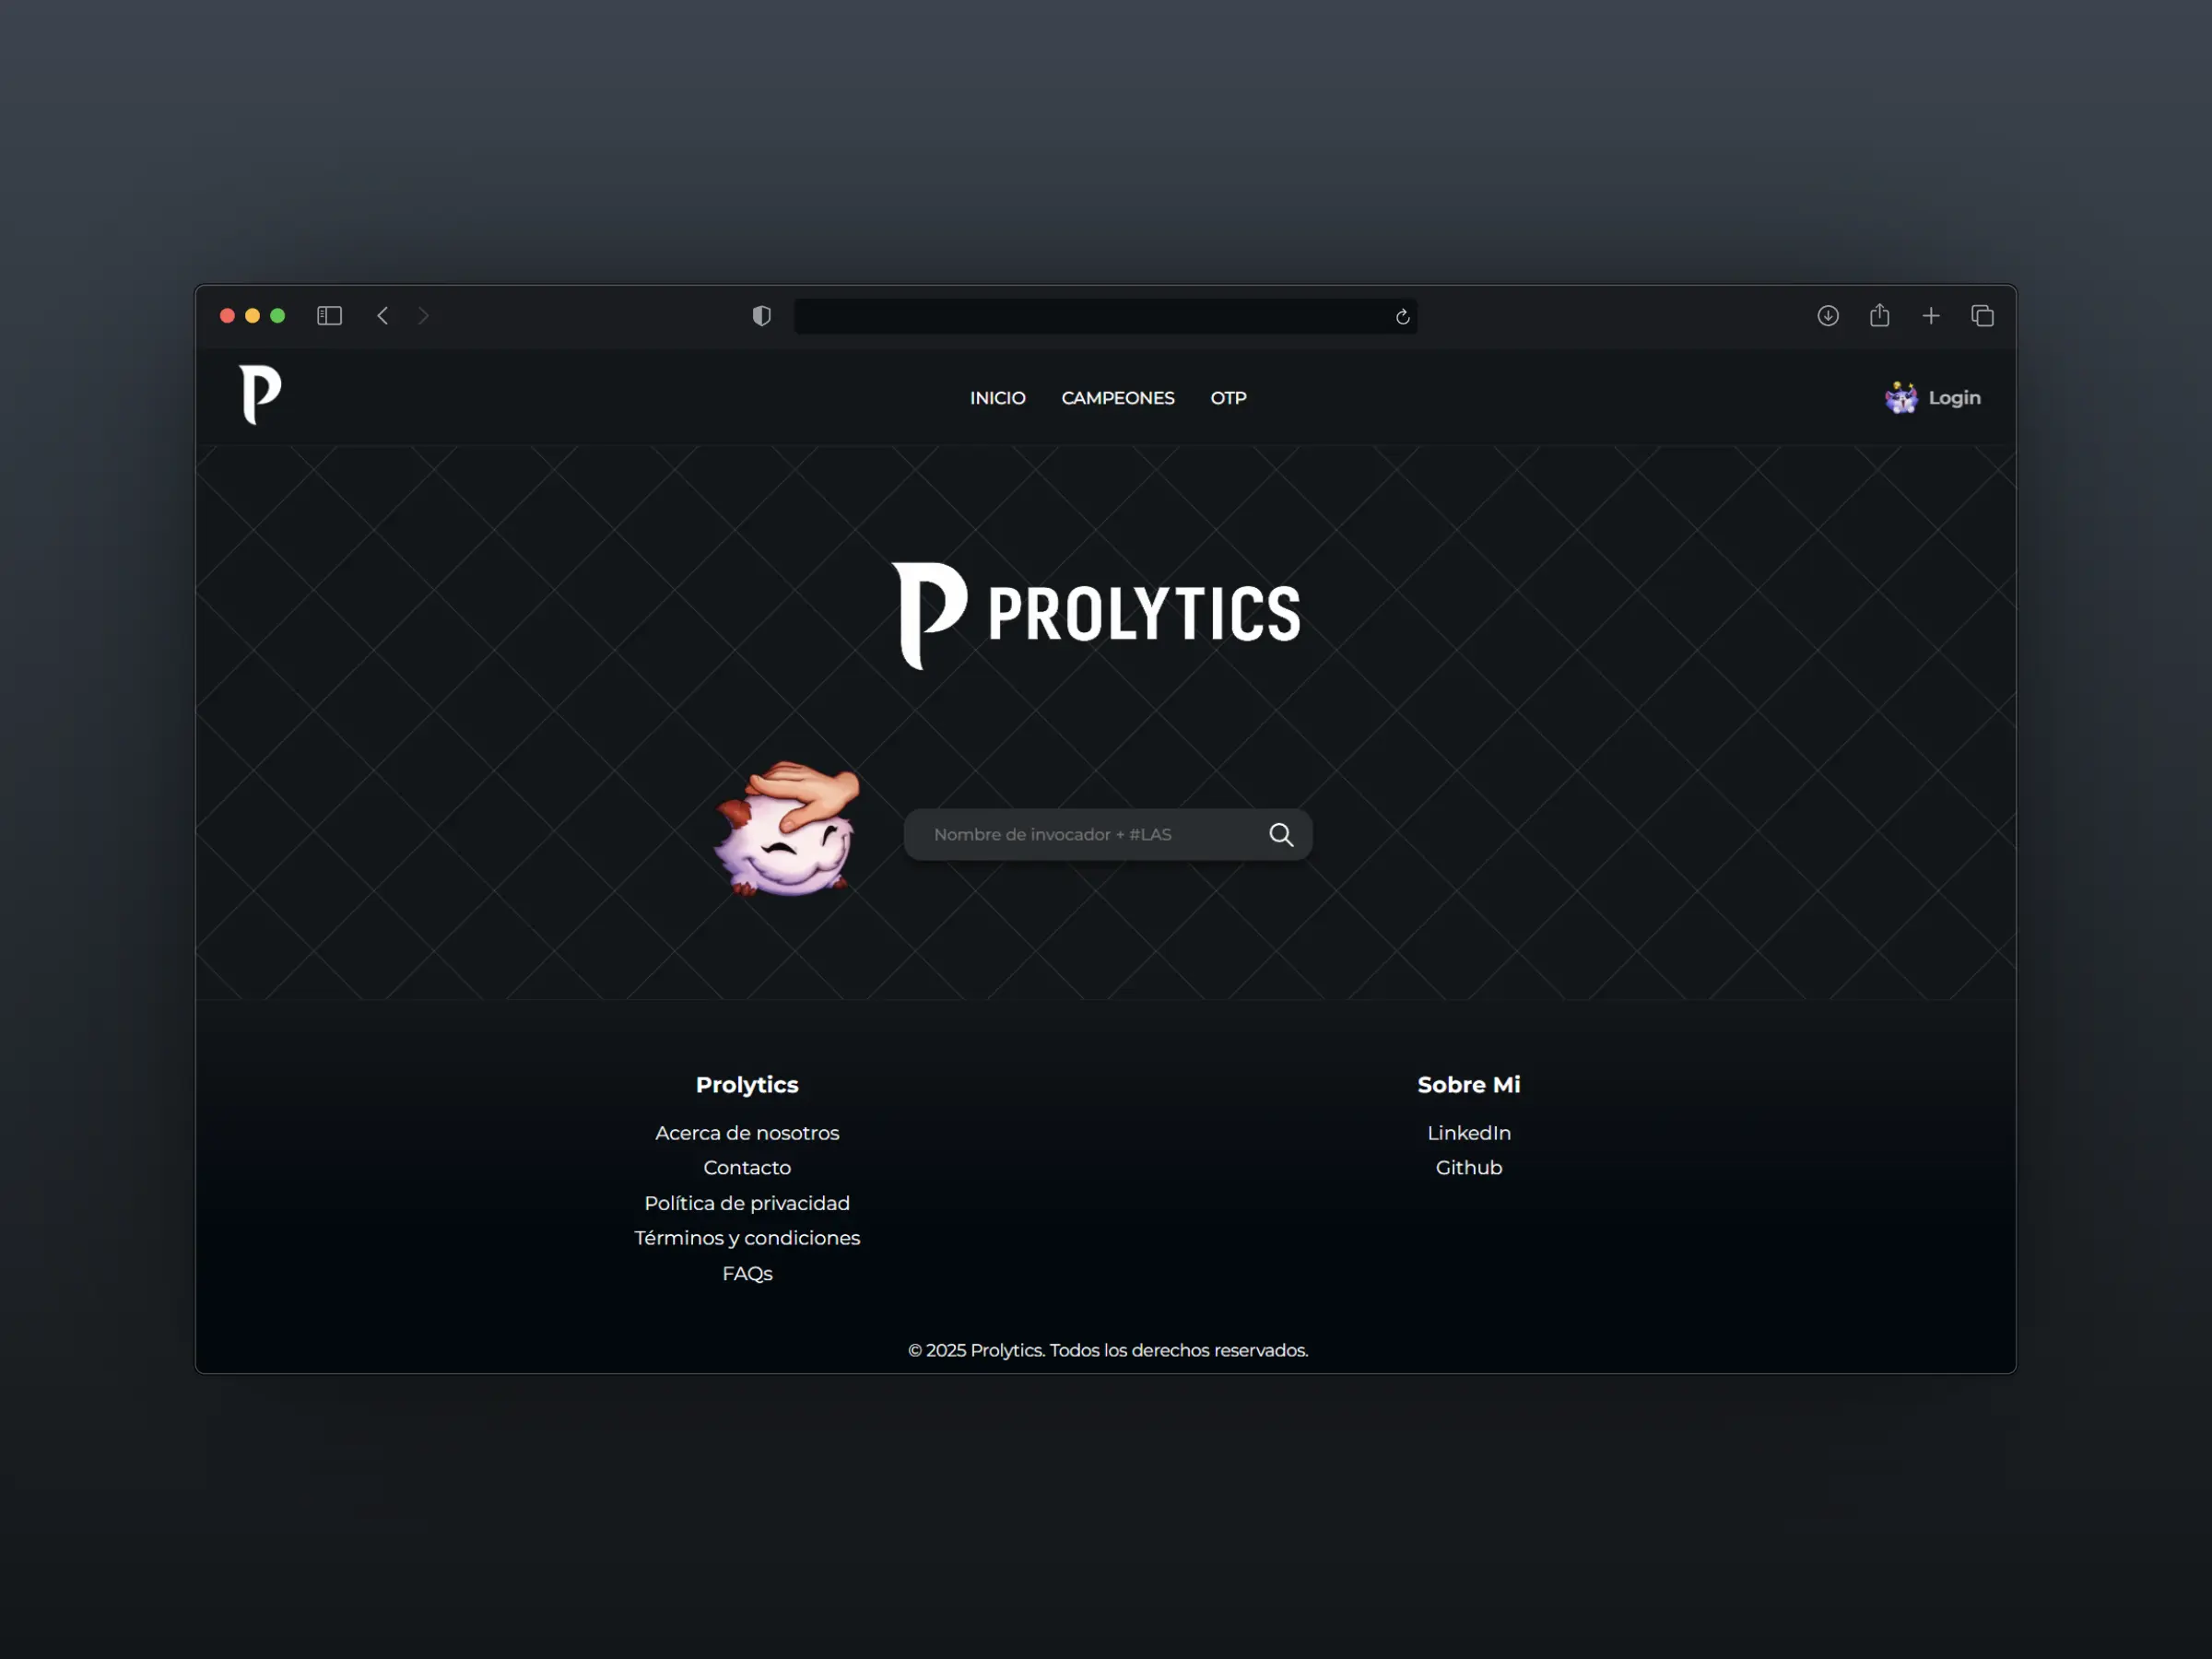 INICIO CAMPEONES OTP Login
PROLYTICS
Nombre de invocador + #LAS
Prolytics
Acerca de nosotros
Contacto
Política de privacidad
Términos y condiciones
FAQs
Sobre Mi
LinkedIn
Github
© 2025 Prolytics. Todos los derechos reservados.